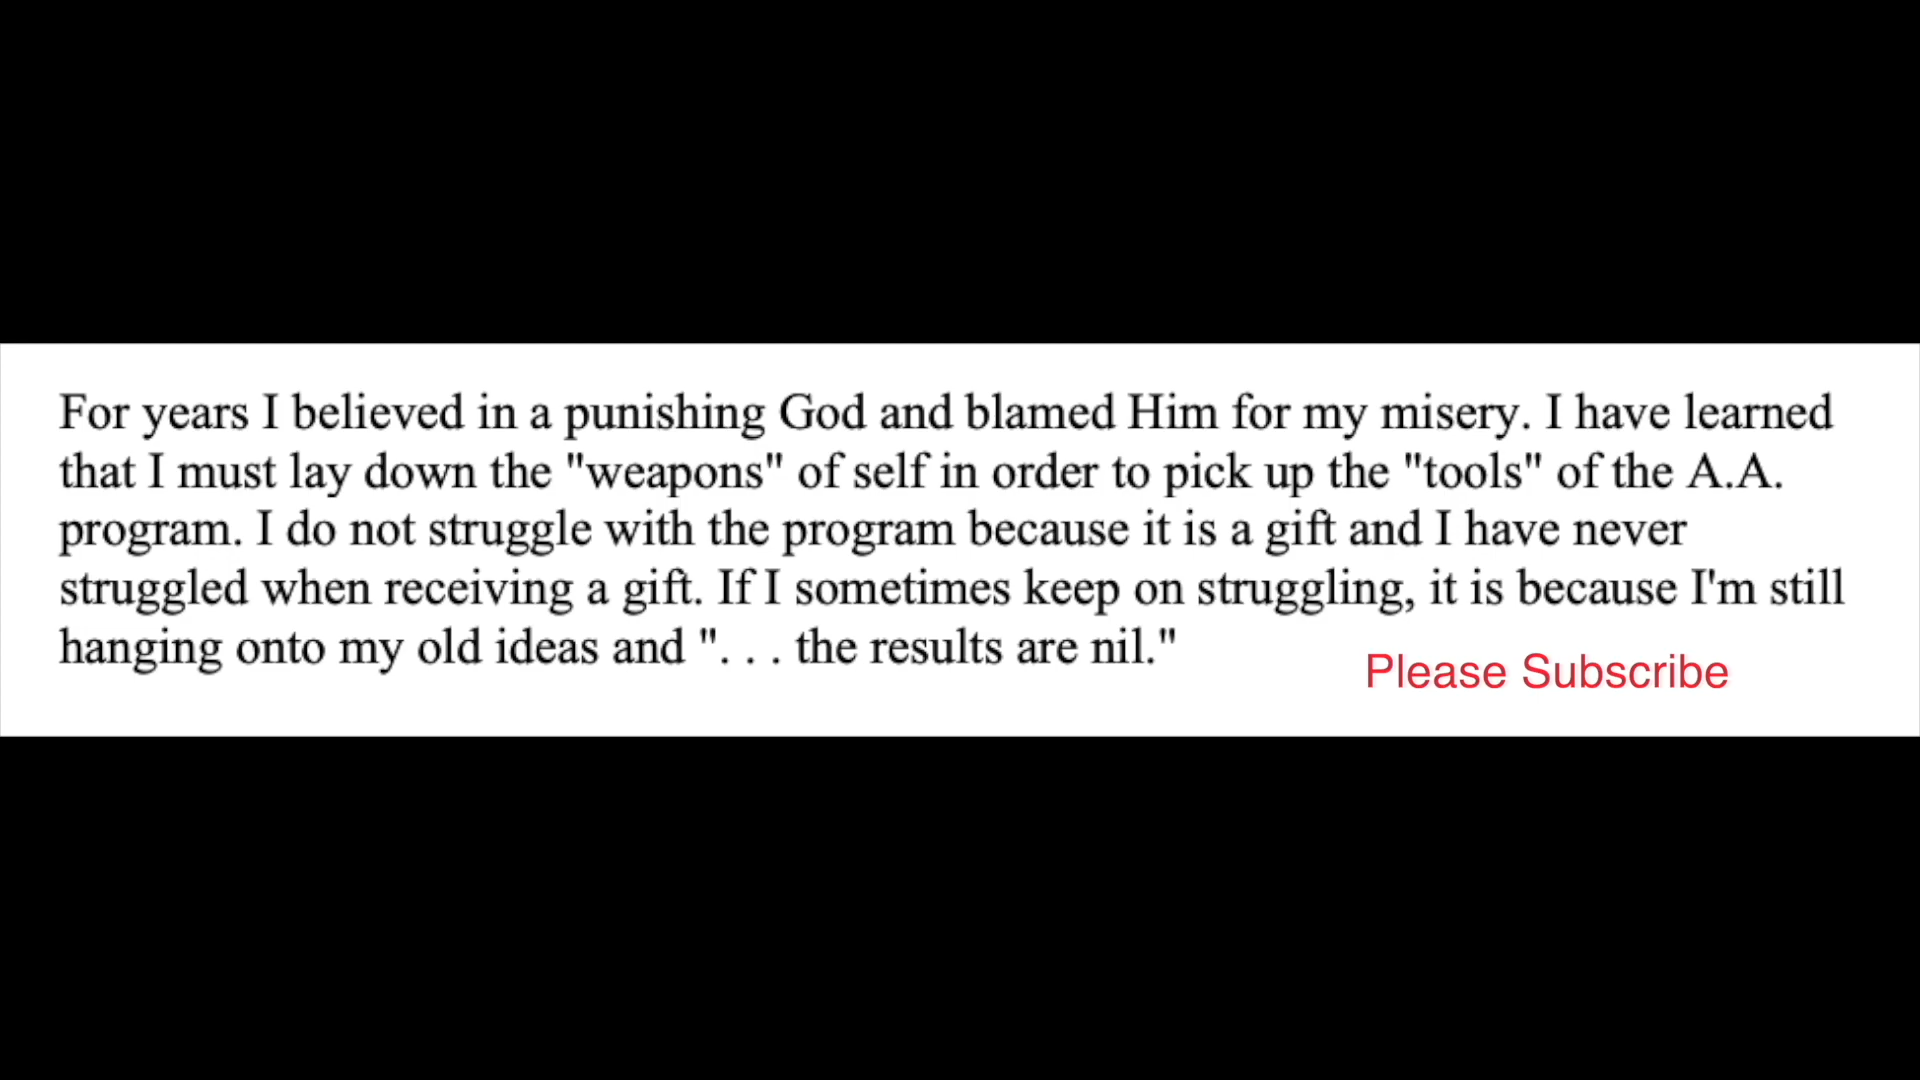 For years I believed in a punishing God and blamed Him for my misery. I have learned
that I must lay down the "weapons" of self in order to pick up the "tools" of the A.A.
program. I do not struggle with the program because it is a gift and I have never
struggled when receiving a gift. If I sometimes keep on struggling, it is because I'm still
hanging onto my old ideas and ". . . the results are nil."
Please Subscribe